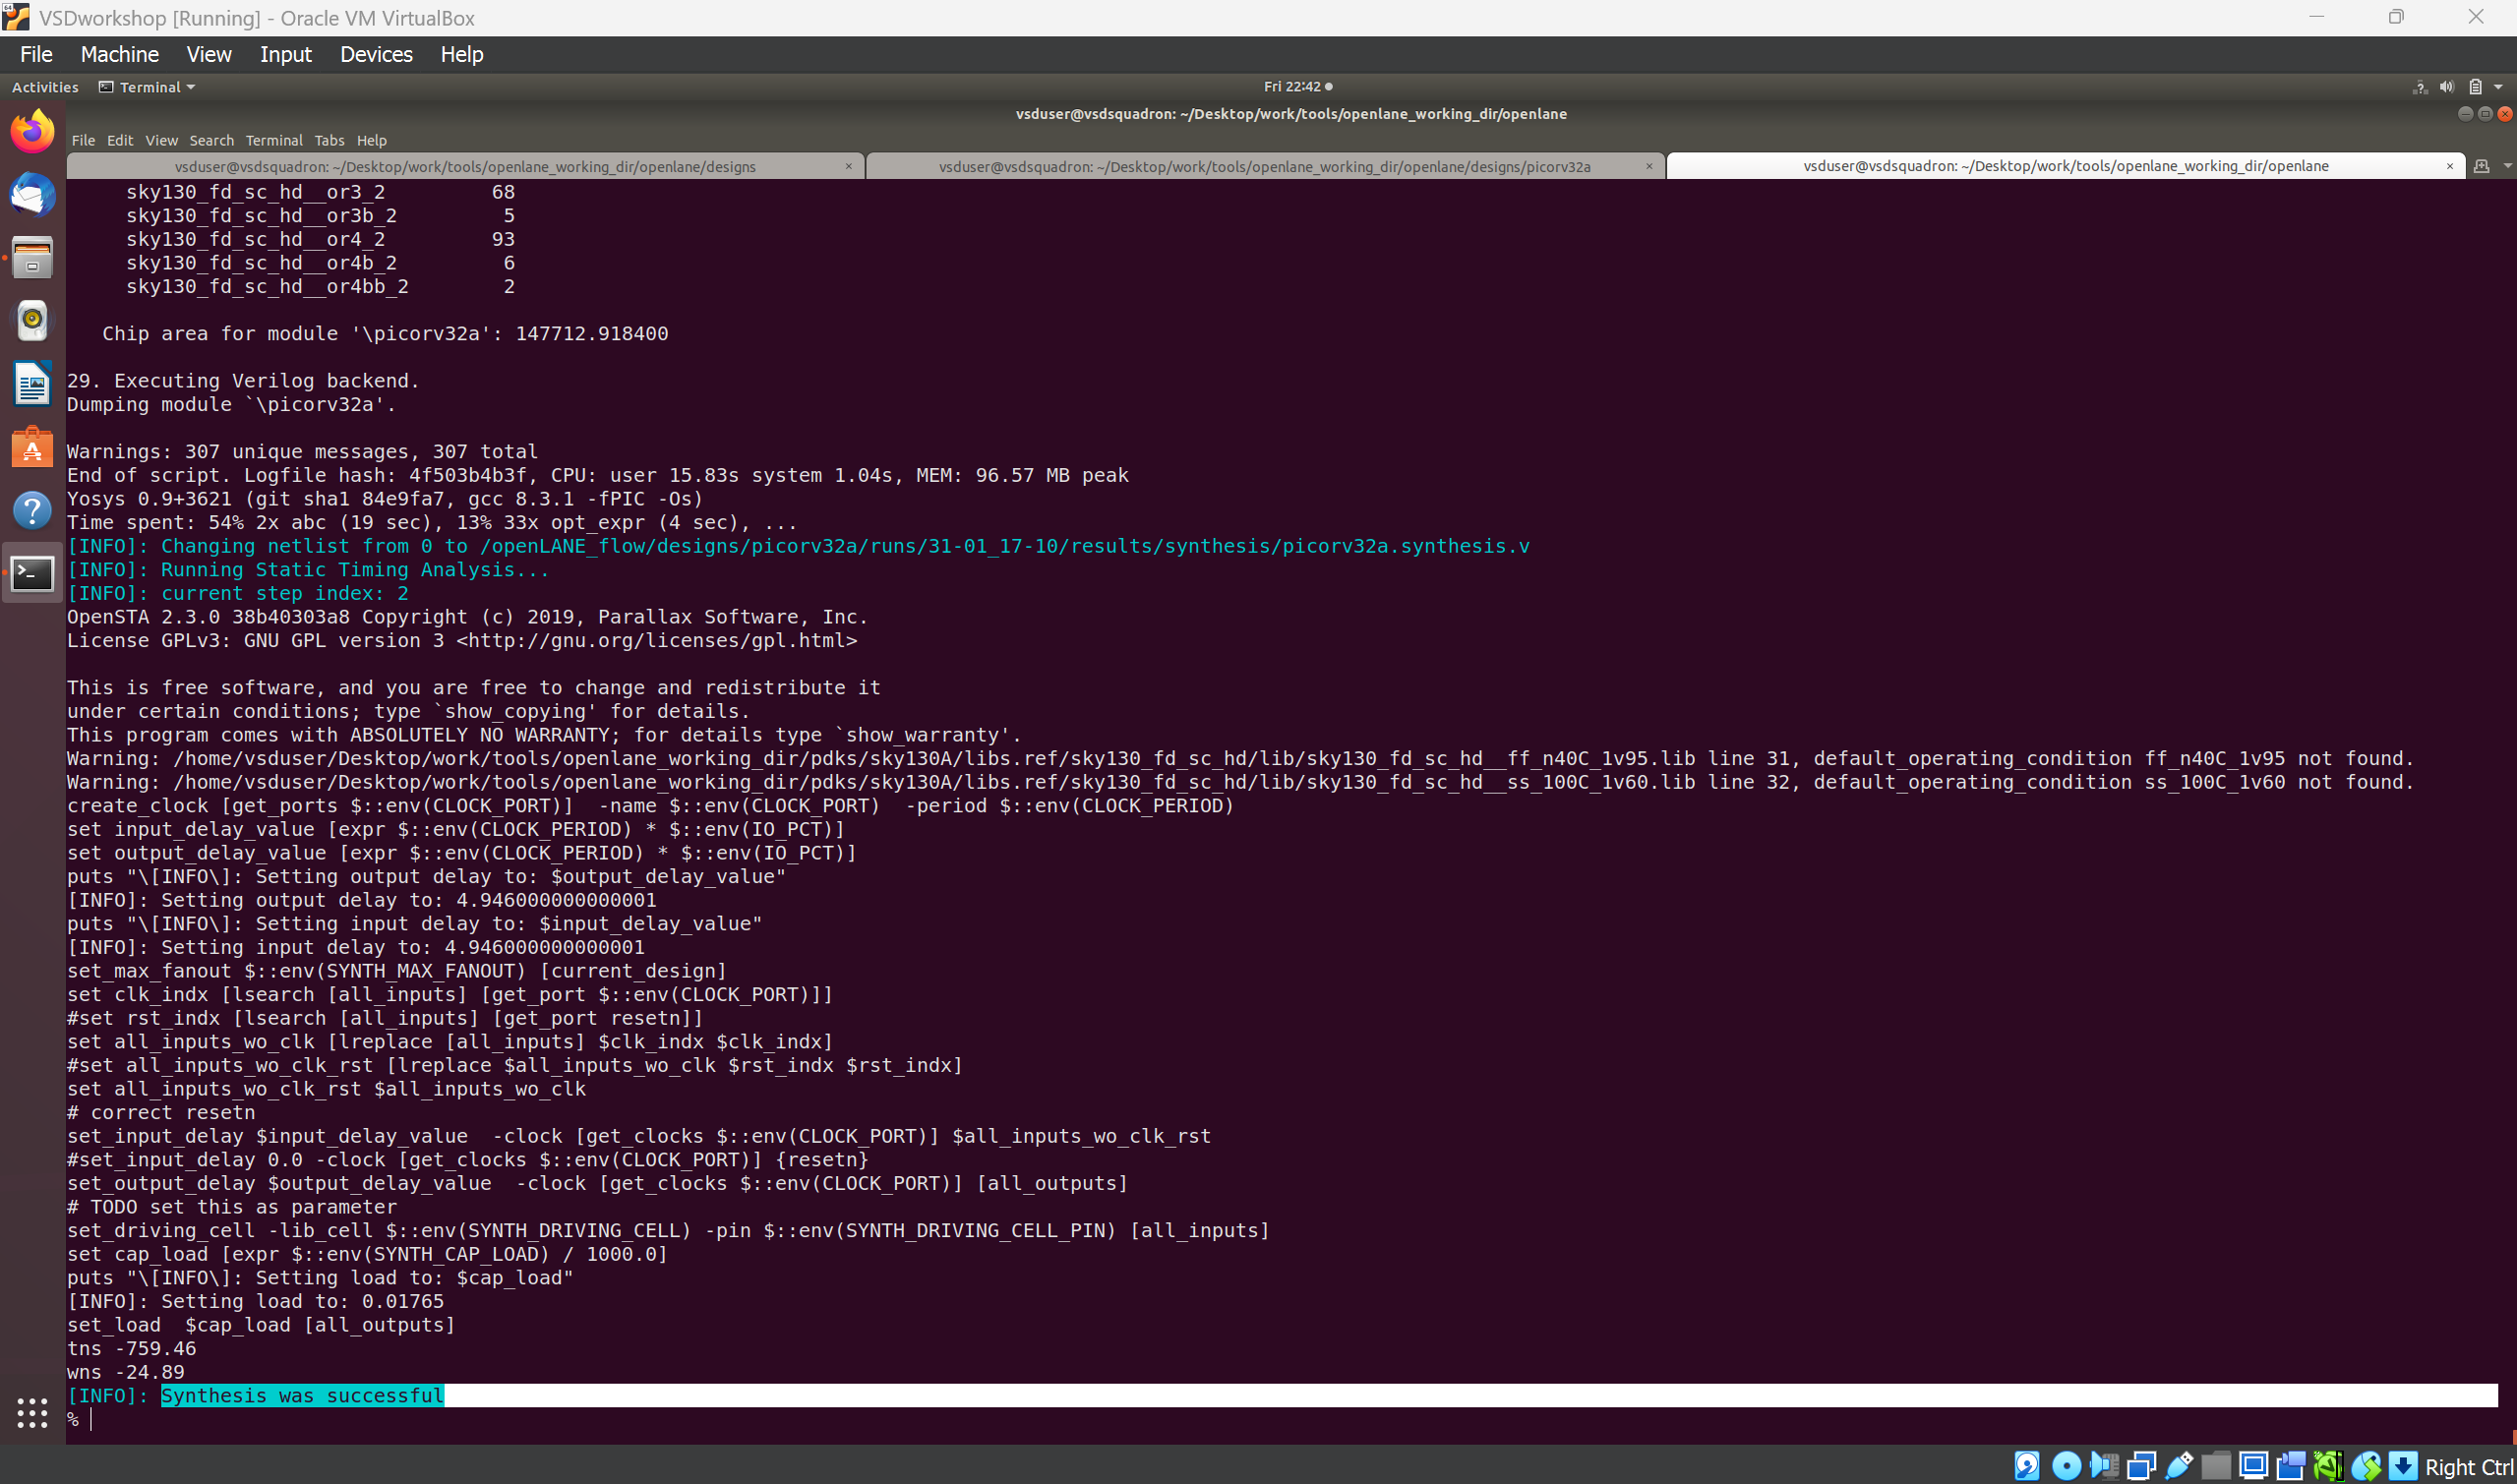 VSDworkshop [Running] - Oracle VM VirtualBox
File Machine View Input Devices Help
Activities Terminal Fri 22:42
vsduser@vsdsquadron: ~/Desktop/work/tools/openlane_working_dir/openlane
File Edit View Search Terminal Tabs Help
vsduser@vsdsquadron: ~/Desktop/work/tools/openlane_working_dir/openlane/designs × vsduser@vsdsquadron: ~/Desktop/work/tools/openlane_working_dir/openlane/designs/picorv32a × vsduser@vsdsquadron: ~/Desktop/work/tools/openlane_working_dir/openlane ×
sky130_fd_sc_hd__or3_2 68
sky130_fd_sc_hd__or3b_2 5
sky130_fd_sc_hd__or4_2 93
sky130_fd_sc_hd__or4b_2 6
sky130_fd_sc_hd__or4bb_2 2
Chip area for module '\picorv32a': 147712.918400
29. Executing Verilog backend.
Dumping module `\picorv32a'.
Warnings: 307 unique messages, 307 total
End of script. Logfile hash: 4f503b4b3f, CPU: user 15.83s system 1.04s, MEM: 96.57 MB peak
Yosys 0.9+3621 (git sha1 84e9fa7, gcc 8.3.1 -fPIC -Os)
Time spent: 54% 2x abc (19 sec), 13% 33x opt_expr (4 sec), ...
[INFO]: Changing netlist from 0 to /openLANE_flow/designs/picorv32a/runs/31-01_17-10/results/synthesis/picorv32a.synthesis.v
[INFO]: Running Static Timing Analysis...
[INFO]: current step index: 2
OpenSTA 2.3.0 38b40303a8 Copyright (c) 2019, Parallax Software, Inc.
License GPLv3: GNU GPL version 3 <http://gnu.org/licenses/gpl.html>
This is free software, and you are free to change and redistribute it
under certain conditions; type `show_copying' for details.
This program comes with ABSOLUTELY NO WARRANTY; for details type `show_warranty'.
Warning: /home/vsduser/Desktop/work/tools/openlane_working_dir/pdks/sky130A/libs.ref/sky130_fd_sc_hd/lib/sky130_fd_sc_hd__ff_n40C_1v95.lib line 31, default_operating_condition ff_n40C_1v95 not found.
Warning: /home/vsduser/Desktop/work/tools/openlane_working_dir/pdks/sky130A/libs.ref/sky130_fd_sc_hd/lib/sky130_fd_sc_hd__ss_100C_1v60.lib line 32, default_operating_condition ss_100C_1v60 not found.
create_clock [get_ports $::env(CLOCK_PORT)]  -name $::env(CLOCK_PORT)  -period $::env(CLOCK_PERIOD)
set input_delay_value [expr $::env(CLOCK_PERIOD) * $::env(IO_PCT)]
set output_delay_value [expr $::env(CLOCK_PERIOD) * $::env(IO_PCT)]
puts "\[INFO\]: Setting output delay to: $output_delay_value"
[INFO]: Setting output delay to: 4.946000000000001
puts "\[INFO\]: Setting input delay to: $input_delay_value"
[INFO]: Setting input delay to: 4.946000000000001
set_max_fanout $::env(SYNTH_MAX_FANOUT) [current_design]
set clk_indx [lsearch [all_inputs] [get_port $::env(CLOCK_PORT)]]
#set rst_indx [lsearch [all_inputs] [get_port resetn]]
set all_inputs_wo_clk [lreplace [all_inputs] $clk_indx $clk_indx]
#set all_inputs_wo_clk_rst [lreplace $all_inputs_wo_clk $rst_indx $rst_indx]
set all_inputs_wo_clk_rst $all_inputs_wo_clk
# correct resetn
set_input_delay $input_delay_value  -clock [get_clocks $::env(CLOCK_PORT)] $all_inputs_wo_clk_rst
#set_input_delay 0.0 -clock [get_clocks $::env(CLOCK_PORT)] {resetn}
set_output_delay $output_delay_value  -clock [get_clocks $::env(CLOCK_PORT)] [all_outputs]
# TODO set this as parameter
set_driving_cell -lib_cell $::env(SYNTH_DRIVING_CELL) -pin $::env(SYNTH_DRIVING_CELL_PIN) [all_inputs]
set cap_load [expr $::env(SYNTH_CAP_LOAD) / 1000.0]
puts "\[INFO\]: Setting load to: $cap_load"
[INFO]: Setting load to: 0.01765
set_load  $cap_load [all_outputs]
tns -759.46
wns -24.89
[INFO]: Synthesis was successful
%
Right Ctrl